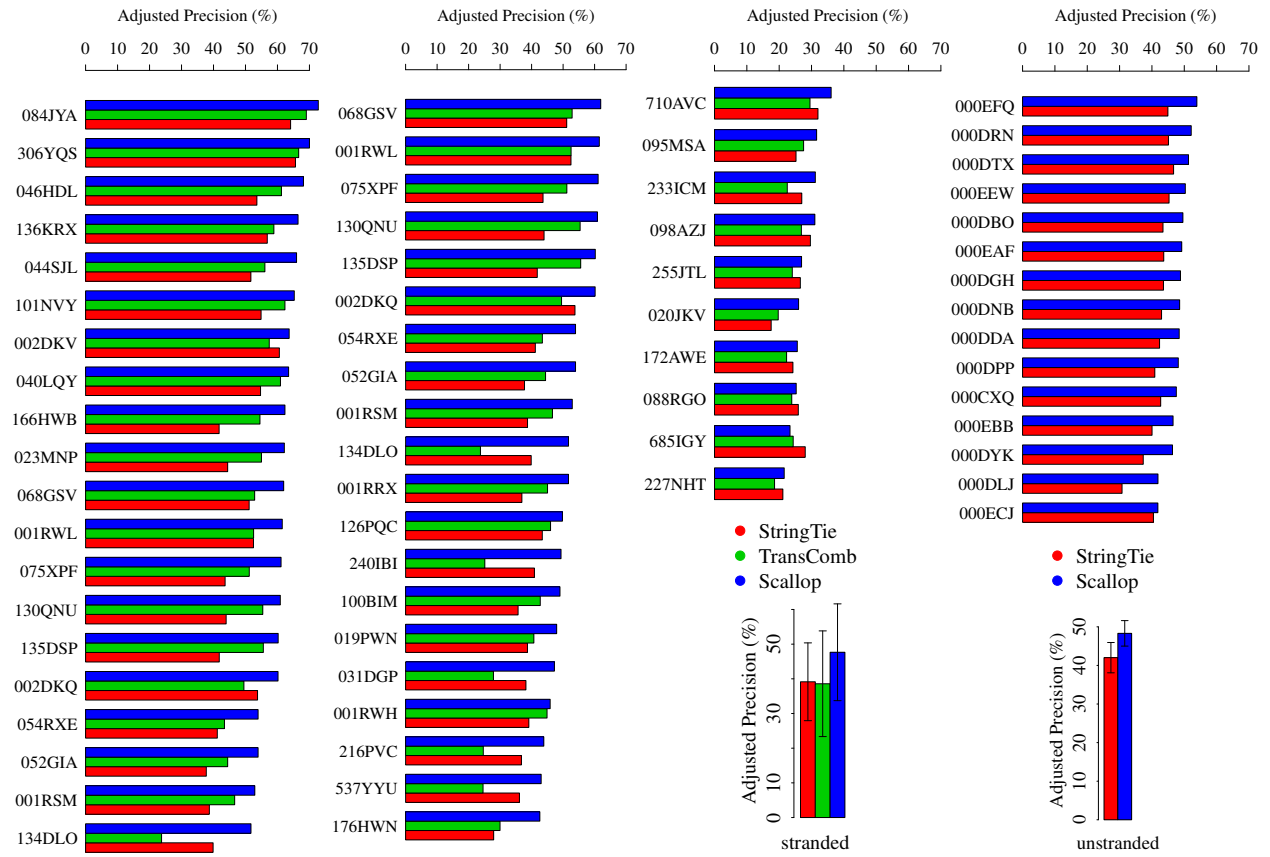 Adjusted Precision (%)
0 10 20 30 40 50 60 70
084JYA
306YQS
046HDL
136KRX
044SJL
101NVY
002DKV
040LQY
166HWB
023MNP
068GSV
001RWL
075XPF
130QNU
135DSP
002DKQ
054RXE
052GIA
001RSM
134DLO
Adjusted Precision (%)
0 10 20 30 40 50 60 70
068GSV
001RWL
075XPF
130QNU
135DSP
002DKQ
054RXE
052GIA
001RSM
134DLO
001RRX
126PQC
240IBI
100BIM
019PWN
031DGP
001RWH
216PVC
537YYU
176HWN
Adjusted Precision (%)
0 10 20 30 40 50 60 70
710AVC
095MSA
233ICM
098AZJ
255JTL
020JKV
172AWE
088RGO
685IGY
227NHT
StringTie
TransComb
Scallop
Adjusted Precision (%)
0 10 30 50
stranded
Adjusted Precision (%)
0 10 20 30 40 50 60 70
000EFQ
000DRN
000DTX
000EEW
000DBO
000EAF
000DGH
000DNB
000DDA
000DPP
000CXQ
000EBB
000DYK
000DLJ
000ECJ
StringTie
Scallop
Adjusted Precision (%)
0 10 20 30 40 50
unstranded